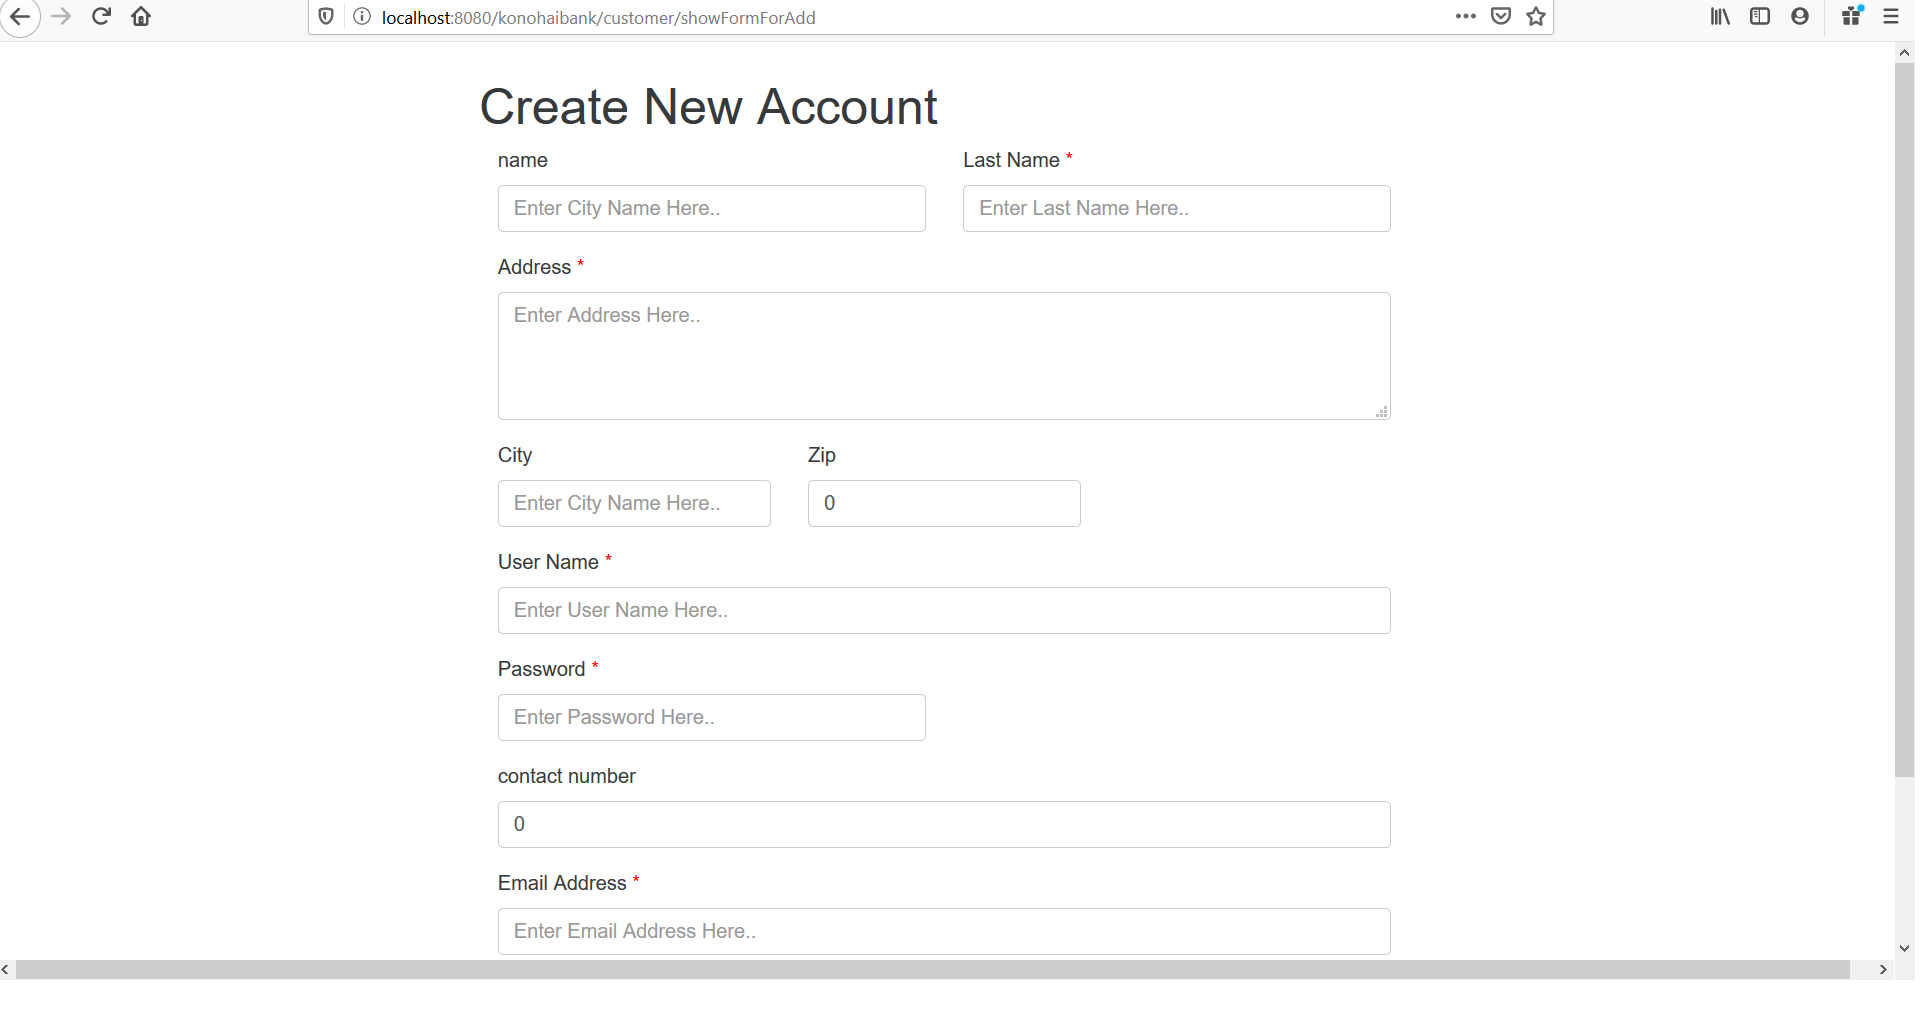 localhost:8080/konohaibank/customer/showFormForAdd
Create New Account
name
Last Name *
Enter City Name Here..
Enter Last Name Here..
Address *
Enter Address Here..
City
Zip
Enter City Name Here..
0
User Name *
Enter User Name Here..
Password *
Enter Password Here..
contact number
0
Email Address *
Enter Email Address Here..